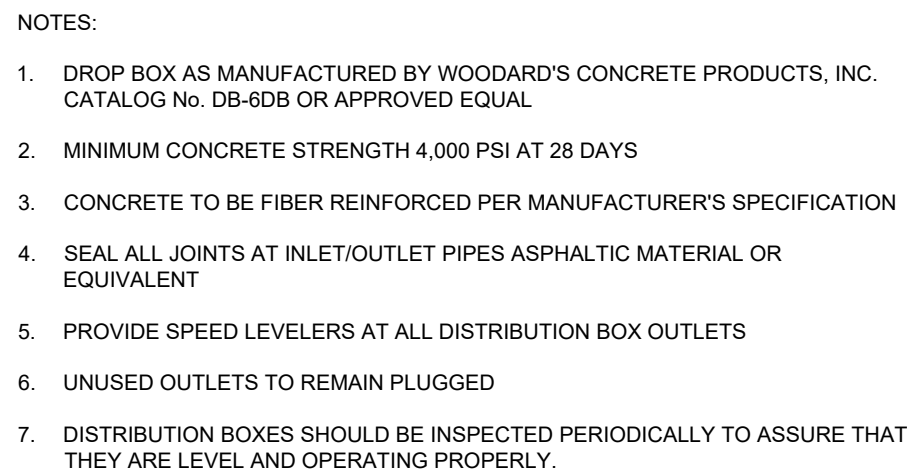 NOTES:
1. DROP BOX AS MANUFACTURED BY WOODARD'S CONCRETE PRODUCTS, INC.
CATALOG No. DB-6DB OR APPROVED EQUAL
2. MINIMUM CONCRETE STRENGTH 4,000 PSI AT 28 DAYS
3. CONCRETE TO BE FIBER REINFORCED PER MANUFACTURER'S SPECIFICATION
4. SEAL ALL JOINTS AT INLET/OUTLET PIPES ASPHALTIC MATERIAL OR
EQUIVALENT
5. PROVIDE SPEED LEVELERS AT ALL DISTRIBUTION BOX OUTLETS
6. UNUSED OUTLETS TO REMAIN PLUGGED
7. DISTRIBUTION BOXES SHOULD BE INSPECTED PERIODICALLY TO ASSURE THAT
THEY ARE LEVEL AND OPERATING PROPERLY.